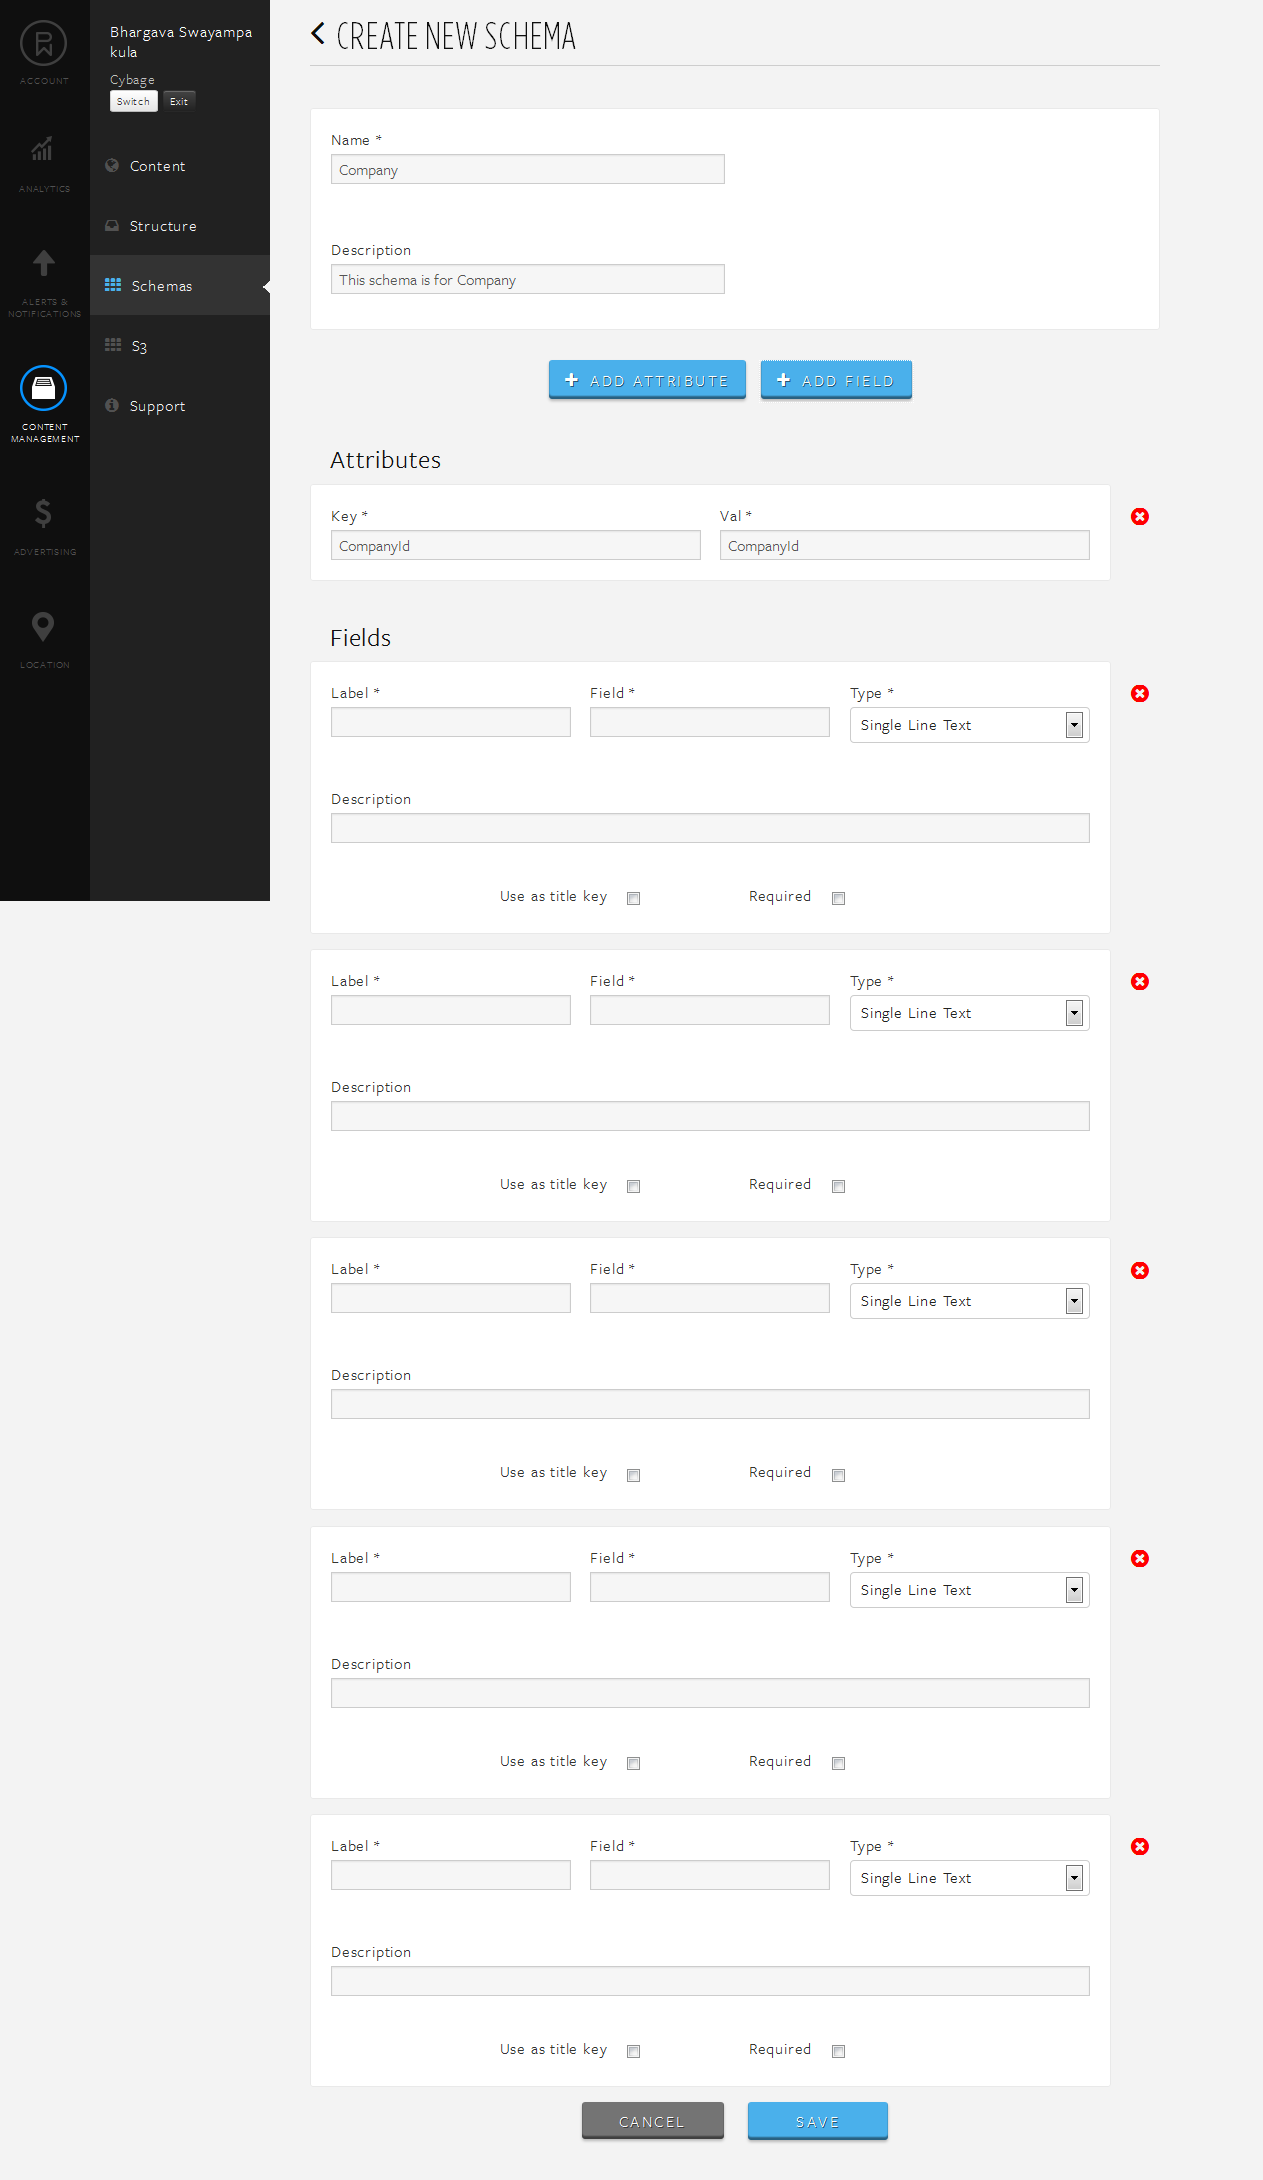 ACCOUNT
ANALYTICS
ALERTS &
NOTIFICATIONS
CONTENT
MANAGEMENT
ADVERTISING
LOCATION
Bhargava Swayampa
kula
Cybage
Switch Exit
Content
Structure
Schemas
S3
Support
CREATE NEW SCHEMA
Name *
Company
Description
This schema is for Company
ADD ATTRIBUTE ADD FIELD
Attributes
Key * Val *
CompanyId CompanyId
Fields
Label * Field * Type *
Single Line Text
Description
Use as title key Required
Label * Field * Type *
Single Line Text
Description
Use as title key Required
Label * Field * Type *
Single Line Text
Description
Use as title key Required
Label * Field * Type *
Single Line Text
Description
Use as title key Required
Label * Field * Type *
Single Line Text
Description
Use as title key Required
CANCEL SAVE